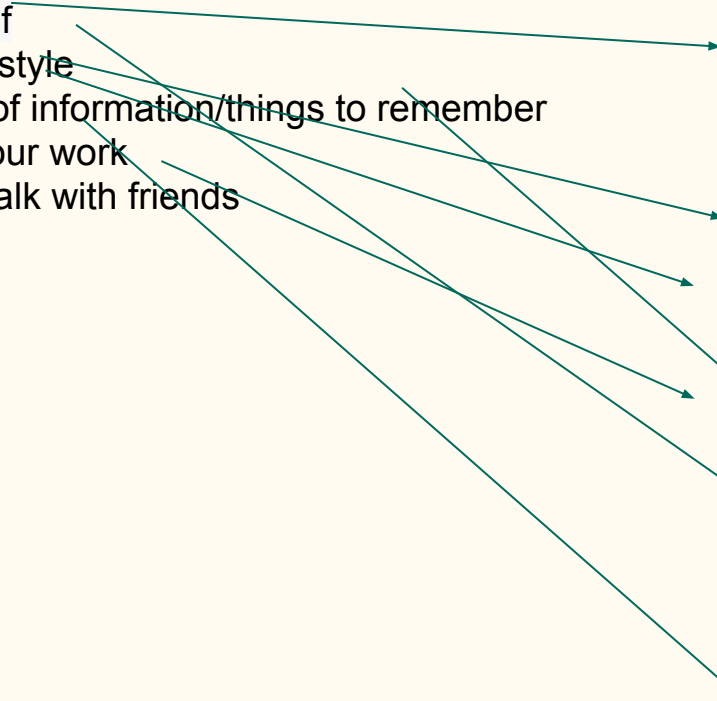 f
style
of information/things to remember
our work
alk with friends